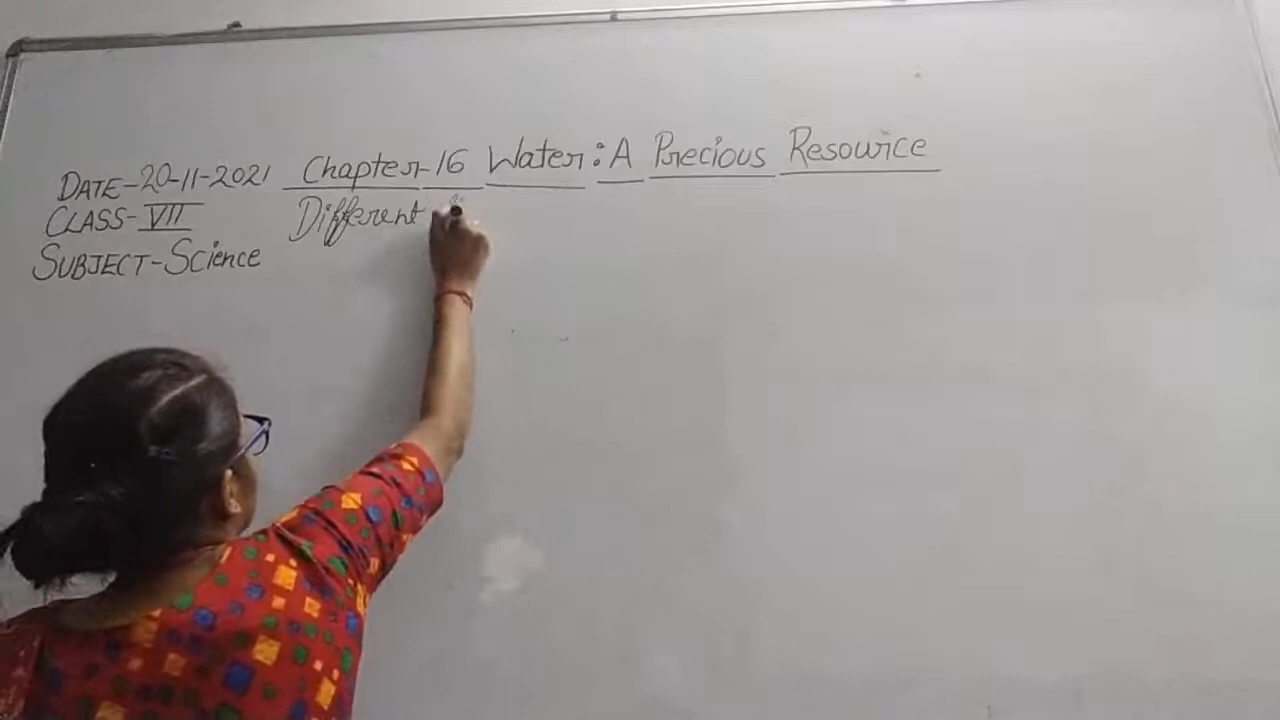 DATE-20-11-2021 Chapter-16 Water: A Precious Resource
CLASS-VII Different
SUBJECT-Science